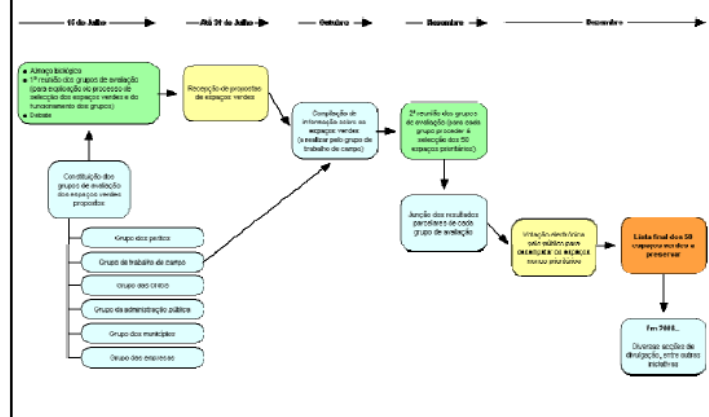 15 de Julho
Até 31 de Julho
Outubro
Dezembro
Dezembro
Almoço biológico
1ª reunião dos grupos de avaliação
(para explicação do processo de
selecção dos espaços verdes e do
funcionamento dos grupos)
Debate
Recepção de propostas
de espaços verdes
Compilação de
informação sobre os
espaços verdes
(a realizar pelo grupo de
trabalho de campo)
2ª reunião dos grupos
de avaliação (para cada
grupo proceder à
selecção dos 50
espaços prioritários)
Constituição dos
grupos de avaliação
dos espaços verdes
propostos
Junção dos resultados
parcelares de cada
grupo de avaliação
Votação electrónica
pelo público para
desempatar os espaços
menos prioritários
Lista final dos 50
espaços verdes a
preservar
Grupo dos peritos
Grupo de trabalho de campo
Grupo das ONGs
Grupo da administração pública
Grupo dos municípios
Grupo das empresas
Diversas acções de
divulgação, entre outras
iniciativas